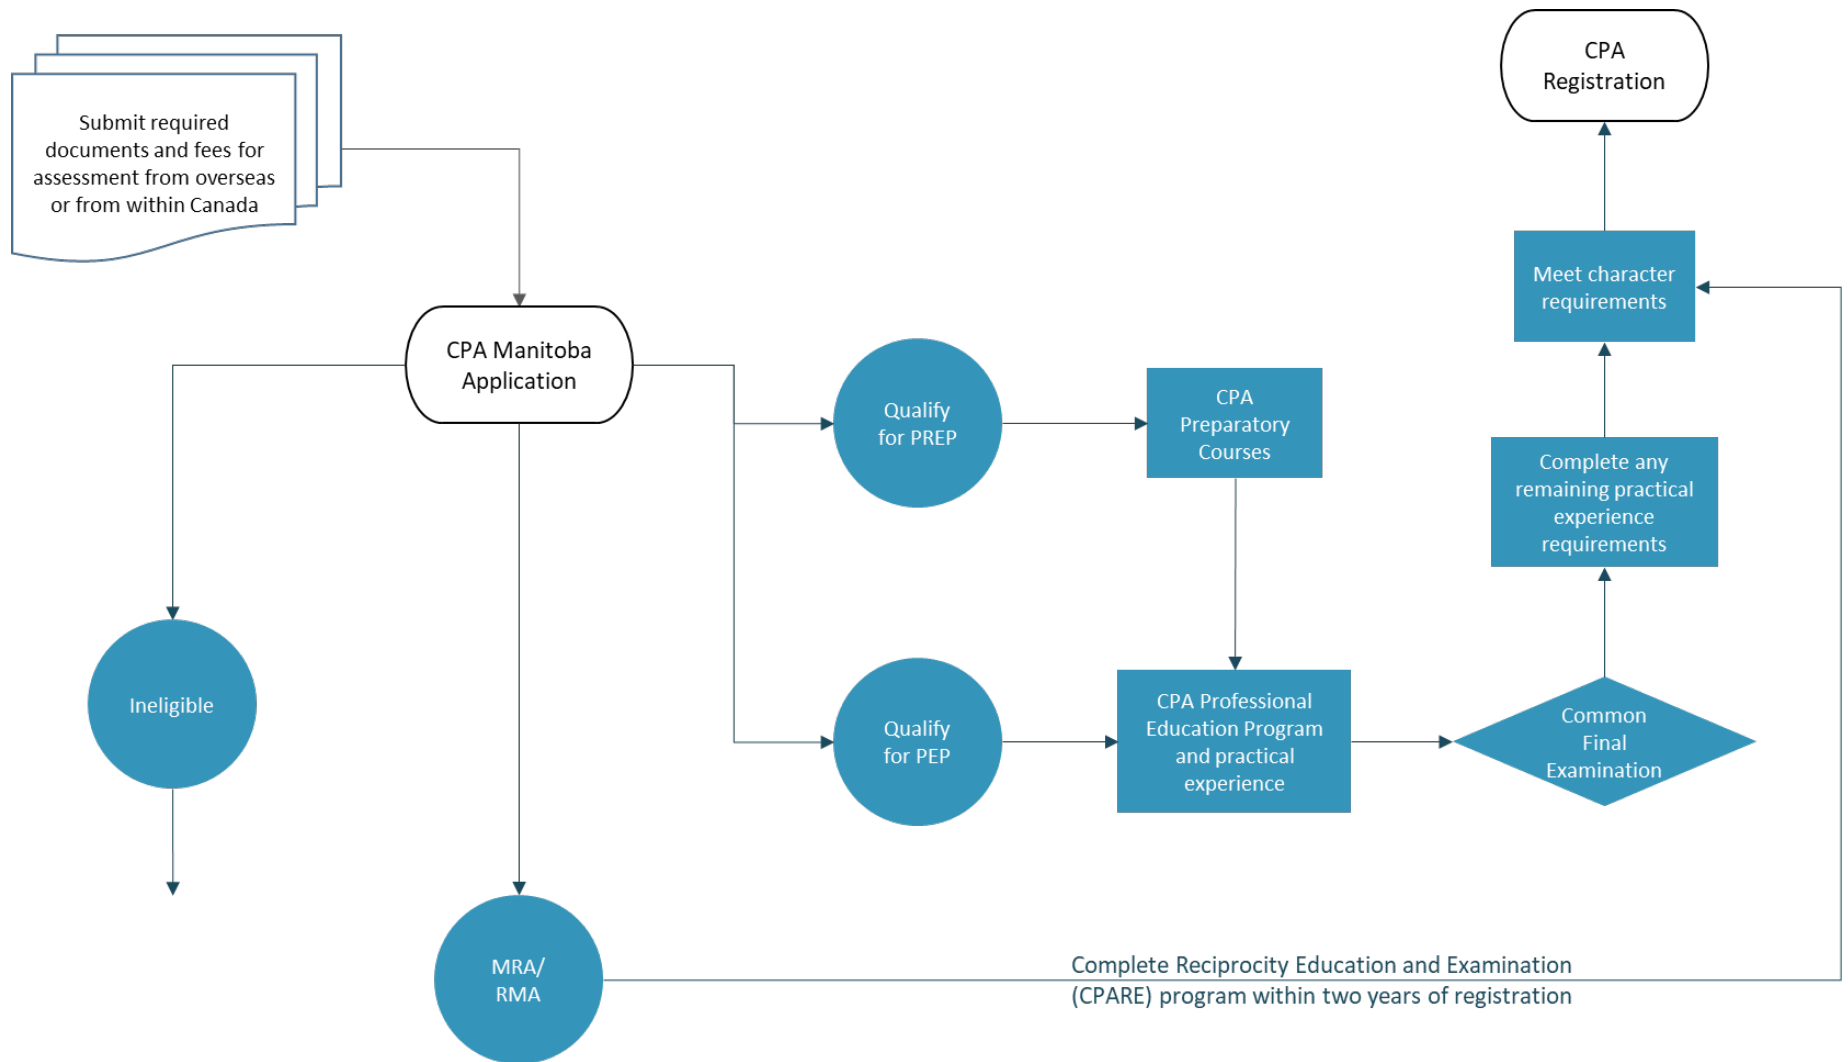 Submit required
documents and fees for
assessment from overseas
or from within Canada
CPA
Registration
Meet character
requirements
CPA Manitoba
Application
Qualify
for PREP
CPA
Preparatory
Courses
Complete any
remaining practical
experience
requirements
Ineligible
Qualify
for PEP
CPA Professional
Education Program
and practical
experience
Common
Final
Examination
MRA/
RMA
Complete Reciprocity Education and Examination
(CPARE) program within two years of registration